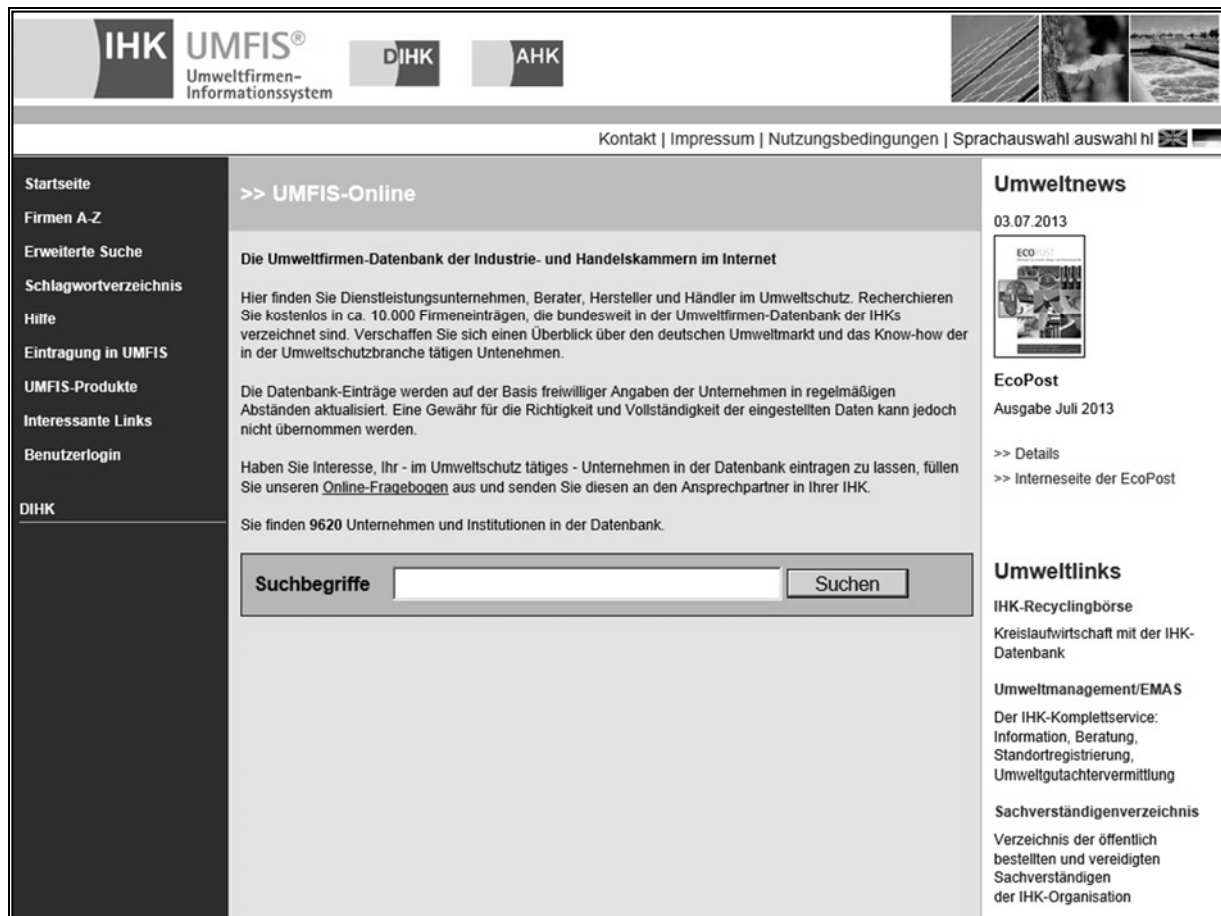 IHK
UMFIS®
Umweltfirmen-
Informationssystem
DIHK
AHK
Kontakt | Impressum | Nutzungsbedingungen | Sprachauswahl auswahl hl
Startseite
Firmen A-Z
Erweiterte Suche
Schlagwortverzeichnis
Hilfe
Eintragung in UMFIS
UMFIS-Produkte
Interessante Links
Benutzerlogin
DIHK
>> UMFIS-Online
Die Umweltfirmen-Datenbank der Industrie- und Handelskammern im Internet
Hier finden Sie Dienstleistungsunternehmen, Berater, Hersteller und Händler im Umweltschutz. Recherchieren
Sie kostenlos in ca. 10.000 Firmeneinträgen, die bundesweit in der Umweltfirmen-Datenbank der IHKs
verzeichnet sind. Verschaffen Sie sich einen Überblick über den deutschen Umweltmarkt und das Know-how der
in der Umweltschutzbranche tätigen Untenehmen.
Die Datenbank-Einträge werden auf der Basis freiwilliger Angaben der Unternehmen in regelmäßigen
Abständen aktualisiert. Eine Gewähr für die Richtigkeit und Vollständigkeit der eingestellten Daten kann jedoch
nicht übernommen werden.
Haben Sie Interesse, Ihr - im Umweltschutz tätiges - Unternehmen in der Datenbank eintragen zu lassen, füllen
Sie unseren Online-Fragebogen aus und senden Sie diesen an den Ansprechpartner in Ihrer IHK.
Sie finden 9620 Unternehmen und Institutionen in der Datenbank.
Suchbegriffe
Suchen
Umweltnews
03.07.2013
ECOPOST
EcoPost
Ausgabe Juli 2013
>> Details
>> Interneseite der EcoPost
Umweltlinks
IHK-Recyclingbörse
Kreislaufwirtschaft mit der IHK-
Datenbank
Umweltmanagement/EMAS
Der IHK-Komplettservice:
Information, Beratung,
Standortregistrierung,
Umweltgutachtervermittlung
Sachverständigenverzeichnis
Verzeichnis der öffentlich
bestellten und vereidigten
Sachverständigen
der IHK-Organisation